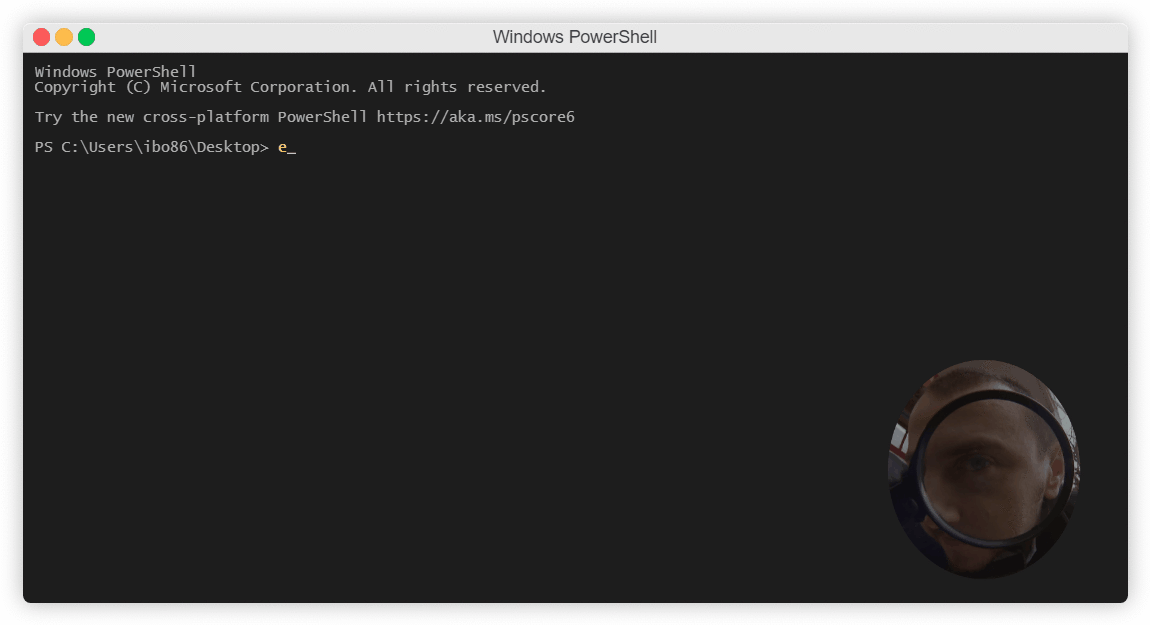 Windows PowerShell
Windows PowerShell
Copyright (C) Microsoft Corporation. All rights reserved.
Try the new cross-platform PowerShell https://aka.ms/pscore6
PS C:\Users\ibo86\Desktop> e_